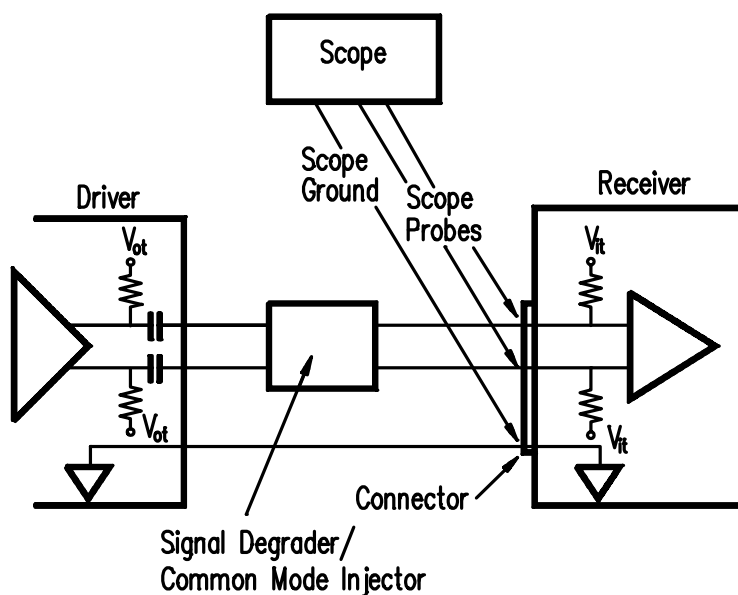 Scope
Scope
Ground
Scope
Probes
Driver
Receiver
Vot
Vit
Vot
Vit
Connector
Signal Degrader/
Common Mode Injector